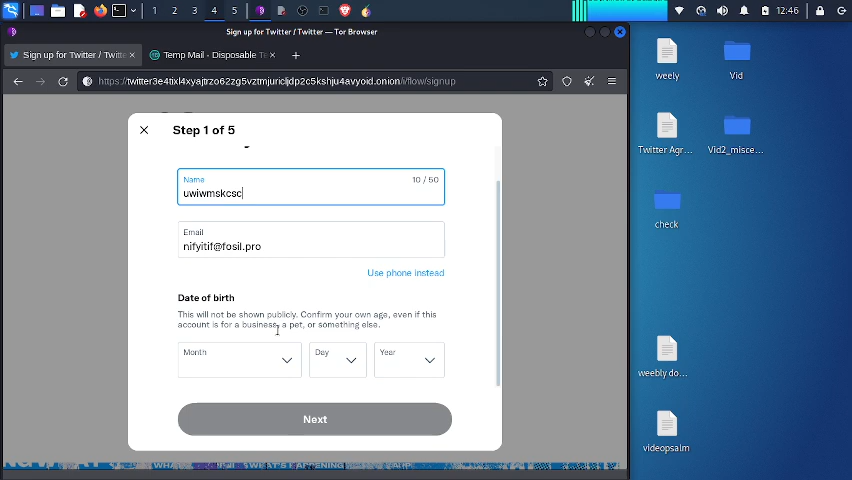 1
2
3
4
5
12:46
Sign up for Twitter / Twitter — Tor Browser
Sign up for Twitter / Twitte
Temp Mail - Disposable Te
https://twitter3e4tixl4xyajtrzo62zg5vztmjuricljdp2c5kshju4avyoid.onion/i/flow/signup
Step 1 of 5
Name
10 / 50
uwiwmskcsc
Email
nifyitif@fosil.pro
Use phone instead
Date of birth
This will not be shown publicly. Confirm your own age, even if this
account is for a business, a pet, or something else.
Month
Day
Year
Next
WHAT'S HAPPENING
weely
Vid
Twitter Agr...
Vid2_misce...
check
weebly do...
videopsalm